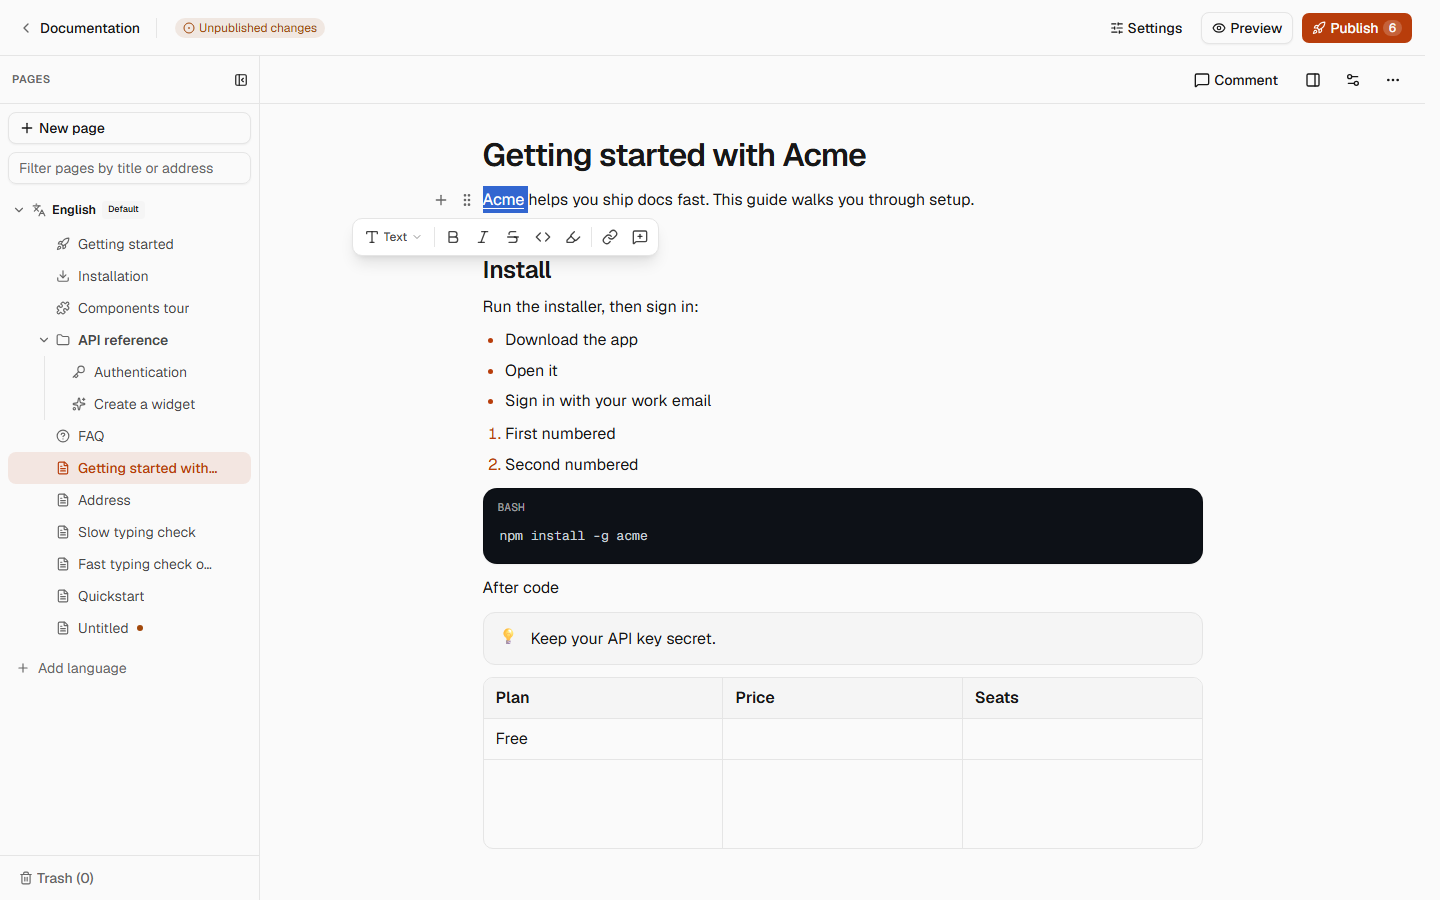 Documentation
Unpublished changes
Settings
Preview
Publish 6
PAGES
Comment
New page
Filter pages by title or address
English Default
Getting started
Installation
Components tour
API reference
Authentication
Create a widget
FAQ
Getting started with...
Address
Slow typing check
Fast typing check o...
Quickstart
Untitled
Add language
Trash (0)
Getting started with Acme
Acme helps you ship docs fast. This guide walks you through setup.
Text
Install
Run the installer, then sign in:
Download the app
Open it
Sign in with your work email
1. First numbered
2. Second numbered
BASH
npm install -g acme
After code
Keep your API key secret.
Plan Price Seats
Free